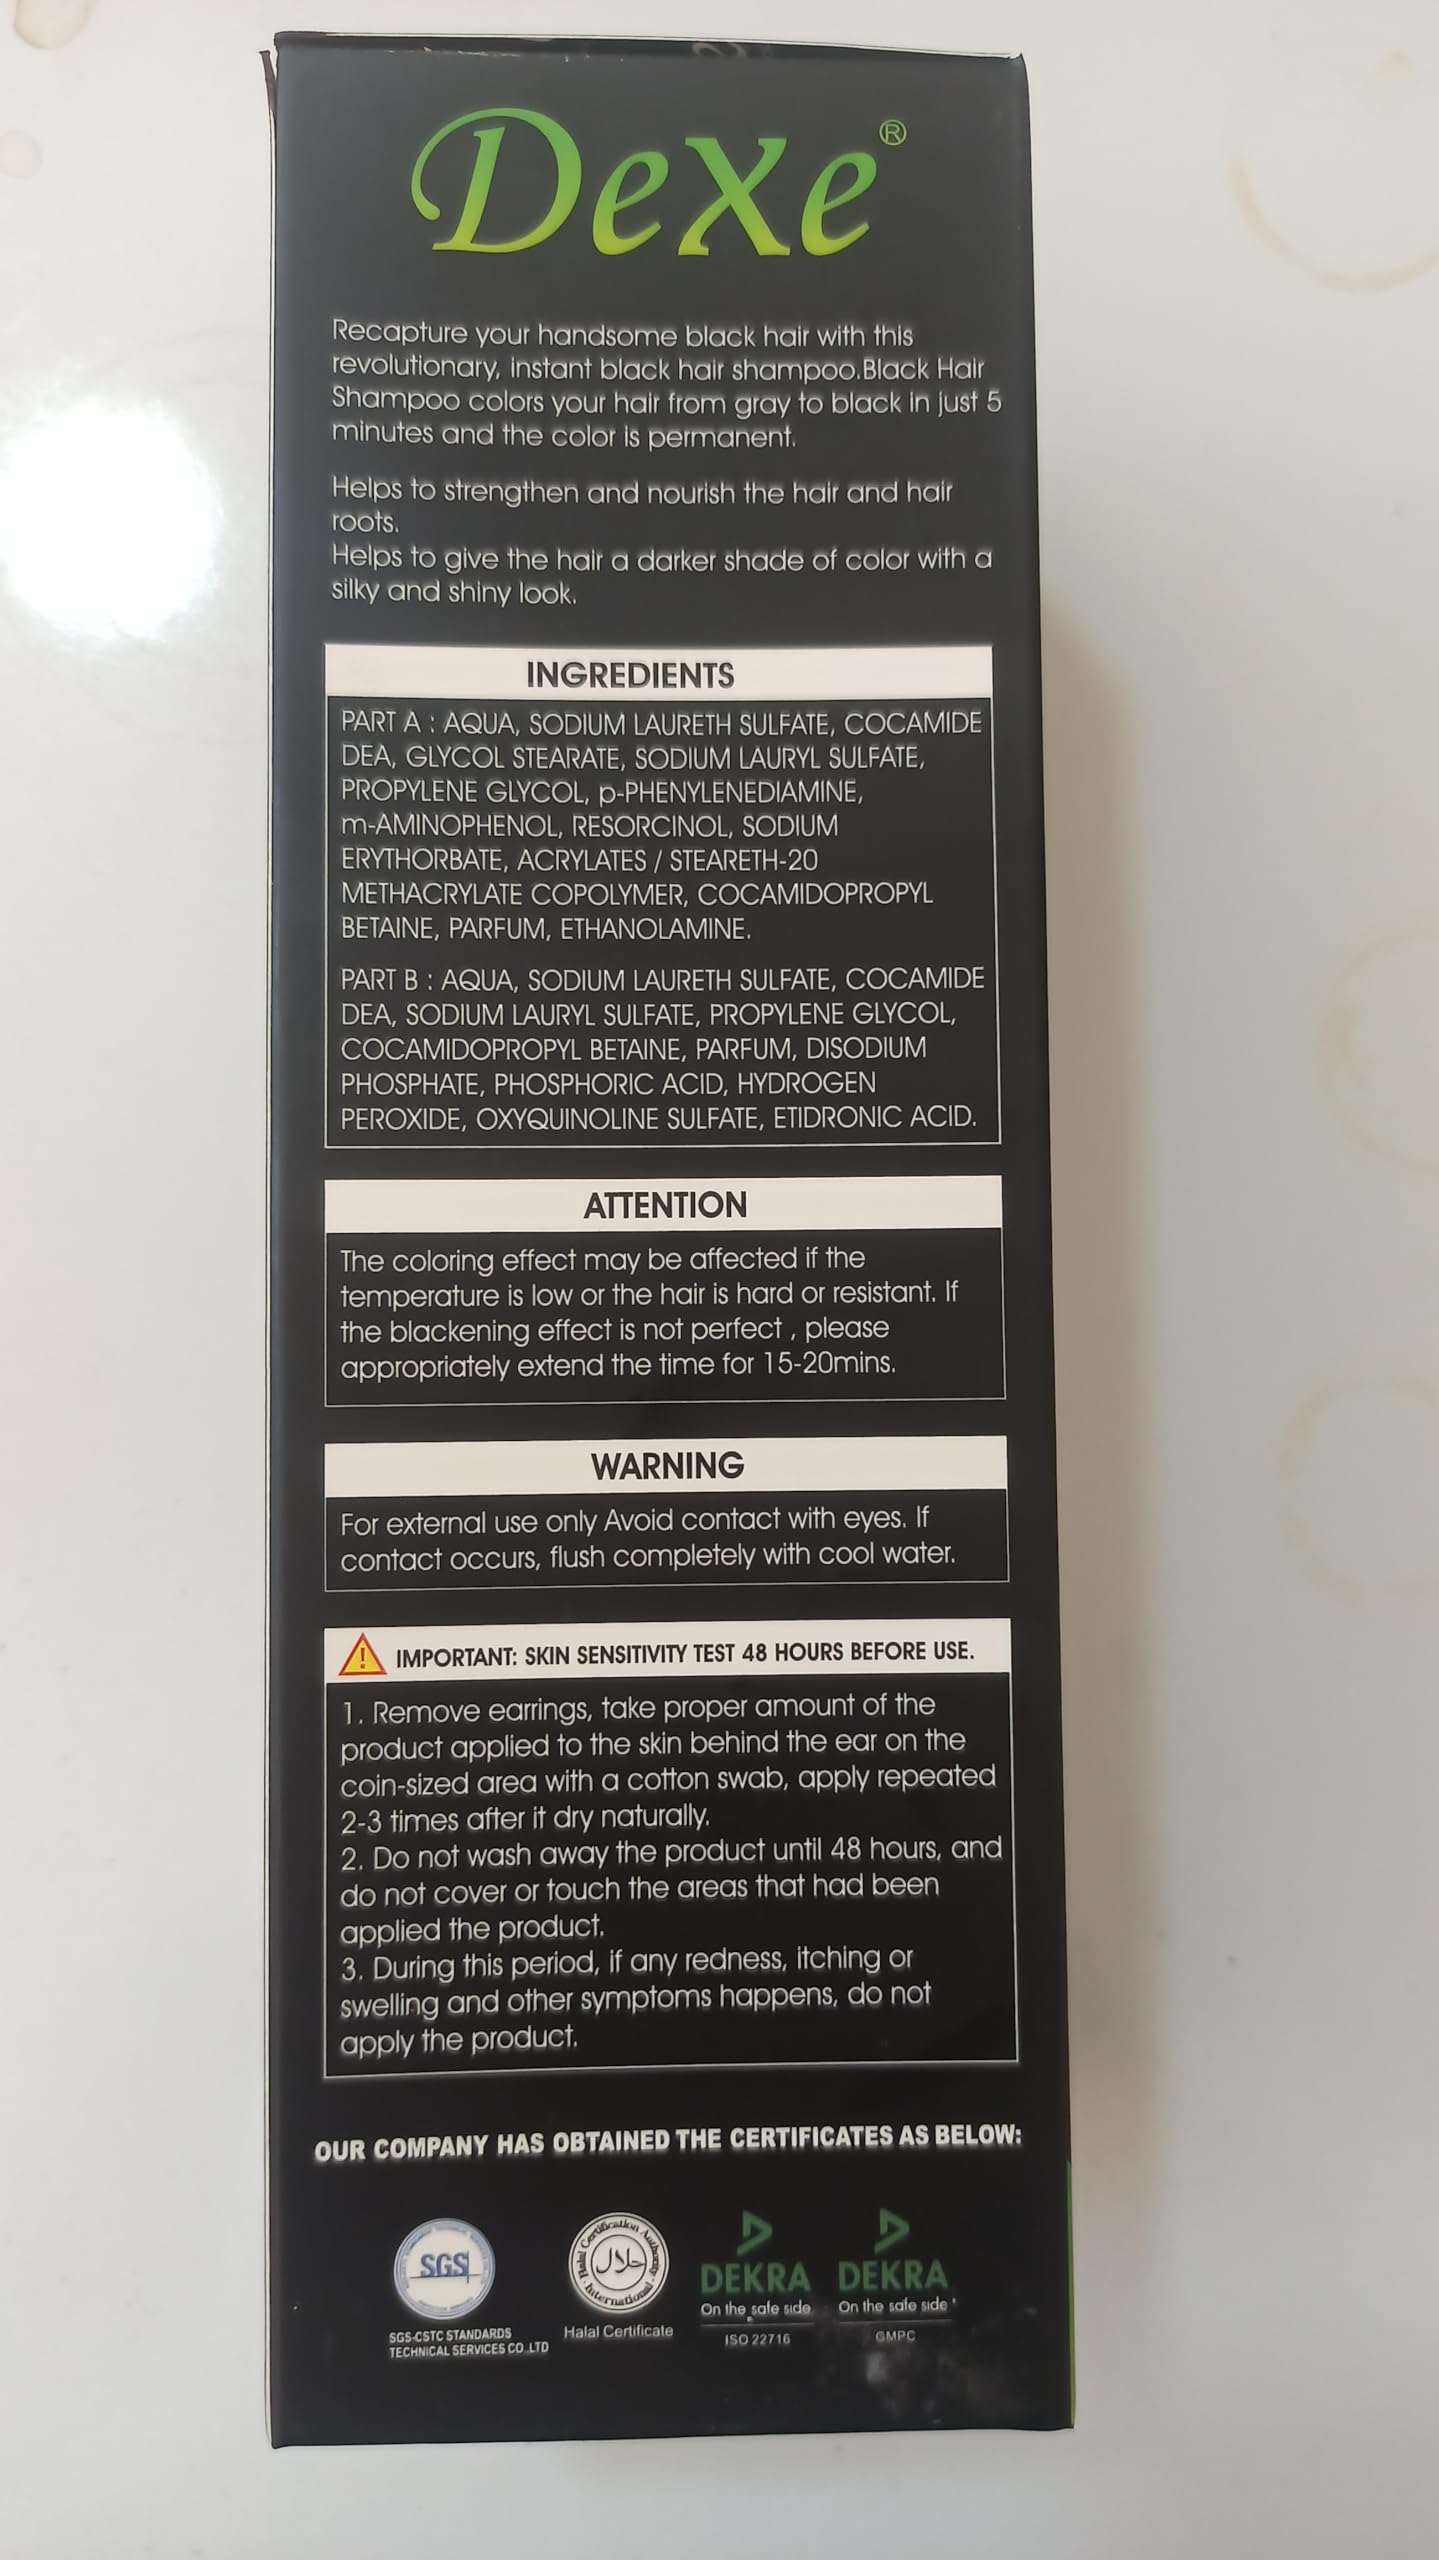 Dexe®
Recapture your handsome black hair with this
revolutionary, instant black hair shampoo.Black Hair
Shampoo colors your hair from gray to black in just 5
minutes and the color is permanent.
Helps to strengthen and nourish the hair and hair
roots.
Helps to give the hair a darker shade of color with a
silky and shiny look.
INGREDIENTS
PART A : AQUA, SODIUM LAURETH SULFATE, COCAMIDE
DEA, GLYCOL STEARATE, SODIUM LAURYL SULFATE,
PROPYLENE GLYCOL, p-PHENYLENEDIAMINE,
m-AMINOPHENOL, RESORCINOL, SODIUM
ERYTHORBATE, ACRYLATES / STEARETH-20
METHACRYLATE COPOLYMER, COCAMIDOPROPYL
BETAINE, PARFUM, ETHANOLAMINE.
PART B : AQUA, SODIUM LAURETH SULFATE, COCAMIDE
DEA, SODIUM LAURYL SULFATE, PROPYLENE GLYCOL,
COCAMIDOPROPYL BETAINE, PARFUM, DISODIUM
PHOSPHATE, PHOSPHORIC ACID, HYDROGEN
PEROXIDE, OXYQUINOLINE SULFATE, ETIDRONIC ACID.
ATTENTION
The coloring effect may be affected if the
temperature is low or the hair is hard or resistant. If
the blackening effect is not perfect , please
appropriately extend the time for 15-20mins.
WARNING
For external use only Avoid contact with eyes. If
contact occurs, flush completely with cool water.
IMPORTANT: SKIN SENSITIVITY TEST 48 HOURS BEFORE USE.
1. Remove earrings, take proper amount of the
product applied to the skin behind the ear on the
coin-sized area with a cotton swab, apply repeated
2-3 times after it dry naturally.
2. Do not wash away the product until 48 hours, and
do not cover or touch the areas that had been
applied the product.
3. During this period, if any redness, itching or
swelling and other symptoms happens, do not
apply the product.
OUR COMPANY HAS OBTAINED THE CERTIFICATES AS BELOW:
SGS
SGS-CSTC STANDARDS
TECHNICAL SERVICES CO.,LTD
Halal Certification Authority
حلال
International
Halal Certificate
DEKRA
On the safe side.
ISO 22716
DEKRA
On the safe side.
GMPC